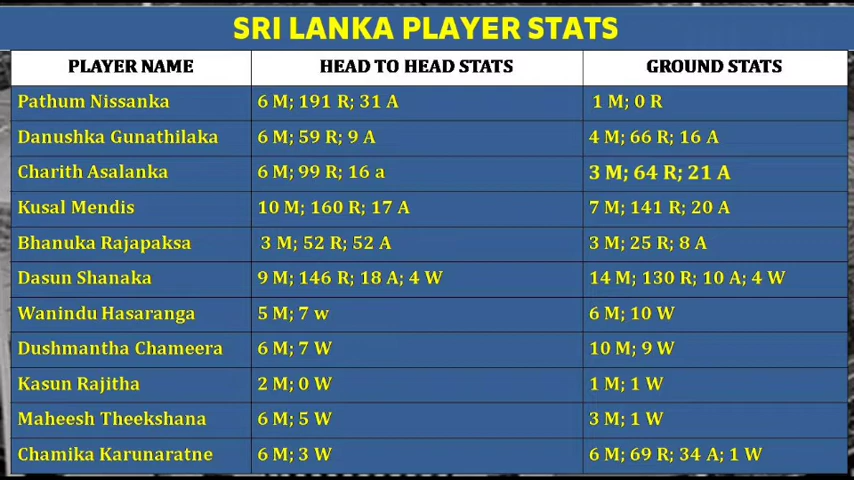 SRI LANKA PLAYER STATS
PLAYER NAME HEAD TO HEAD STATS GROUND STATS
Pathum Nissanka 6 M; 191 R; 31 A 1 M; 0 R
Danushka Gunathilaka 6 M; 59 R; 9 A 4 M; 66 R; 16 A
Charith Asalanka 6 M; 99 R; 16 a 3 M; 64 R; 21 A
Kusal Mendis 10 M; 160 R; 17 A 7 M; 141 R; 20 A
Bhanuka Rajapaksa 3 M; 52 R; 52 A 3 M; 25 R; 8 A
Dasun Shanaka 9 M; 146 R; 18 A; 4 W 14 M; 130 R; 10 A; 4 W
Wanindu Hasaranga 5 M; 7 w 6 M; 10 W
Dushmantha Chameera 6 M; 7 W 10 M; 9 W
Kasun Rajitha 2 M; 0 W 1 M; 1 W
Maheesh Theekshana 6 M; 5 W 3 M; 1 W
Chamika Karunaratne 6 M; 3 W 6 M; 69 R; 34 A; 1 W